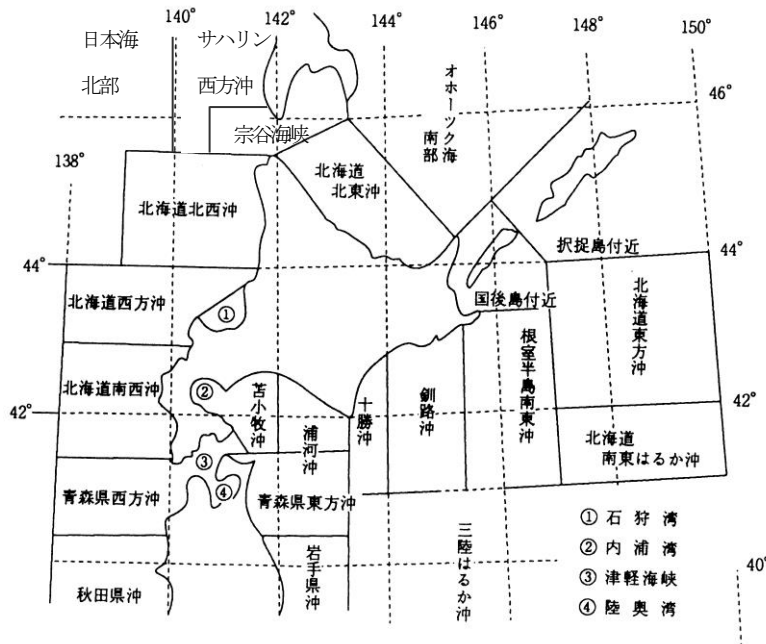 140° 142° 144° 146° 148° 150°
日本海
北部
サハリン
西方沖
宗谷海峡
オホーツク海
南部
46°
138°
北海道
北東沖
北海道北西沖
択捉島付近
44°
44°
北海道西方沖
①
国後島付近
北海道東方沖
根室半島南東沖
釧路沖
十勝沖
北海道南西沖
②
苫小牧沖
浦河沖
42°
42°
北海道
南東はるか沖
③
④
青森県西方沖
青森県東方沖
① 石狩湾
② 内浦湾
③ 津軽海峡
④ 陸奥湾
三陸はるか沖
岩手県沖
秋田県沖
40°